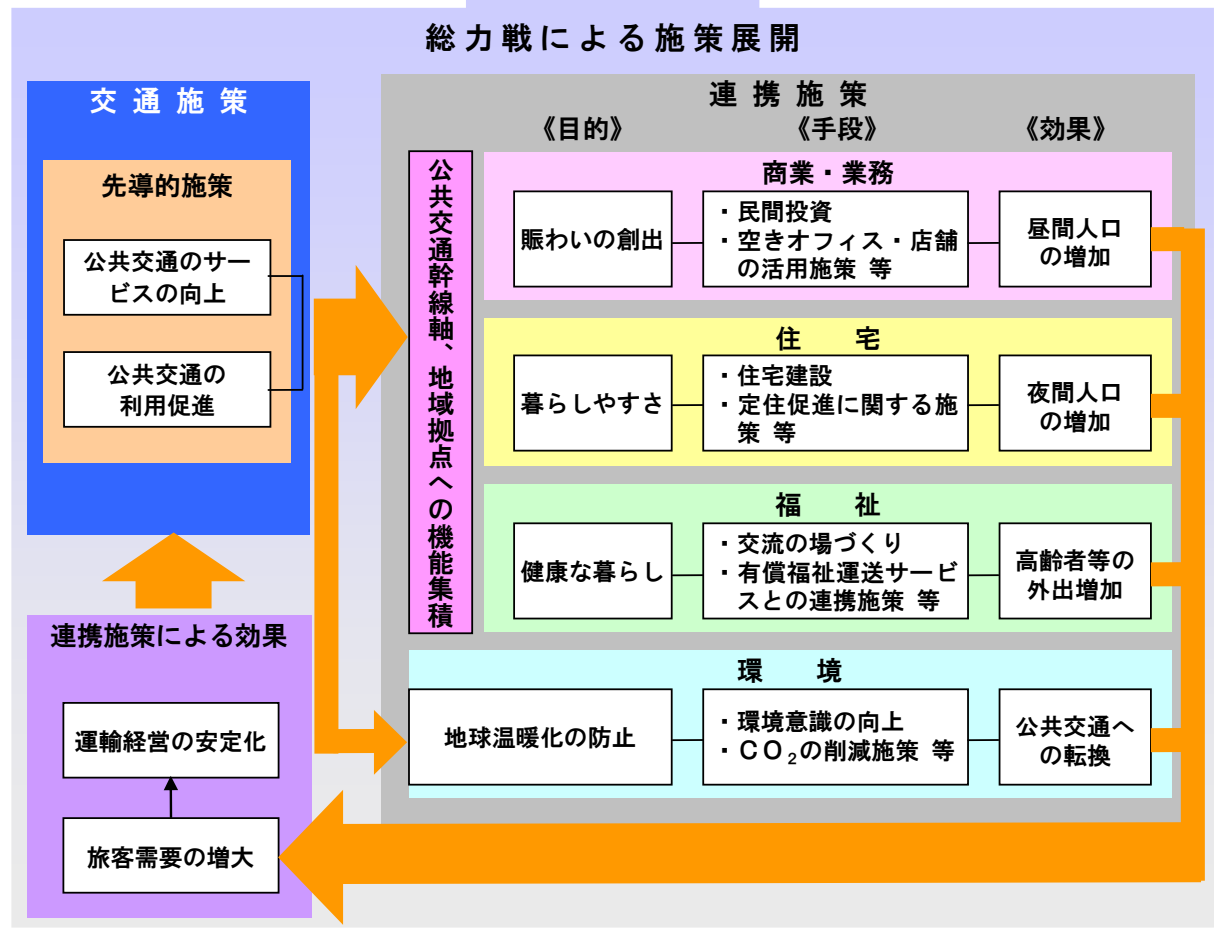 総力戦による施策展開
交通施策
先導的施策
公共交通のサー
ビスの向上
公共交通の
利用促進
連携施策による効果
運輸経営の安定化
旅客需要の増大
連携施策
《目的》
《手段》
《効果》
公共交通幹線軸、地域拠点への機能集積
商業・業務
賑わいの創出
・民間投資
・空きオフィス・店舗
の活用施策 等
昼間人口
の増加
住　宅
暮らしやすさ
・住宅建設
・定住促進に関する施
策 等
夜間人口
の増加
福　祉
健康な暮らし
・交流の場づくり
・有償福祉運送サービ
スとの連携施策 等
高齢者等の
外出増加
環　境
地球温暖化の防止
・環境意識の向上
・ＣＯ₂の削減施策 等
公共交通へ
の転換